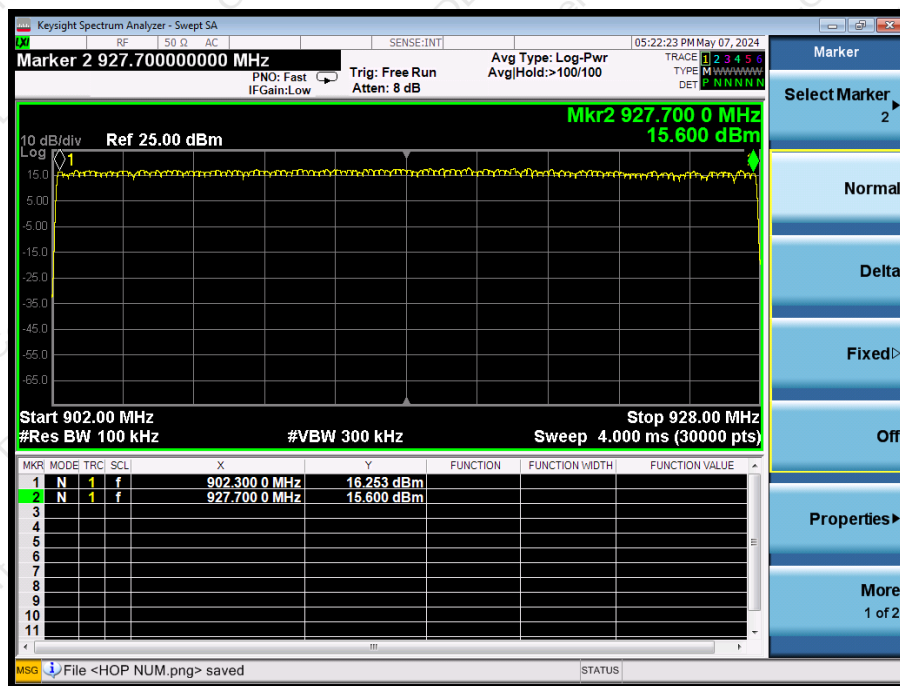 Keysight Spectrum Analyzer - Swept SA
LXI RF 50 Ω AC SENSE:INT 05:22:23 PM May 07, 2024
Marker 2 927.700000000 MHz
PNO: Fast
IFGain:Low
Trig: Free Run
Atten: 8 dB
Avg Type: Log-Pwr
Avg|Hold:>100/100
TRACE 1 2 3 4 5 6
TYPE M WWWWW
DET P N N N N N
Mkr2 927.700 0 MHz
15.600 dBm
10 dB/div Ref 25.00 dBm
Log
1
15.0
5.00
-5.00
-15.0
-25.0
-35.0
-45.0
-55.0
-65.0
Start 902.00 MHz Stop 928.00 MHz
#Res BW 100 kHz #VBW 300 kHz Sweep 4.000 ms (30000 pts)
MKR MODE TRC SCL X Y FUNCTION FUNCTION WIDTH FUNCTION VALUE
1 N 1 f 902.300 0 MHz 16.253 dBm
2 N 1 f 927.700 0 MHz 15.600 dBm
3
4
5
6
7
8
9
10
11
MSG File <HOP NUM.png> saved STATUS
Marker
Select Marker
2
Normal
Delta
Fixed
Off
Properties
More
1 of 2